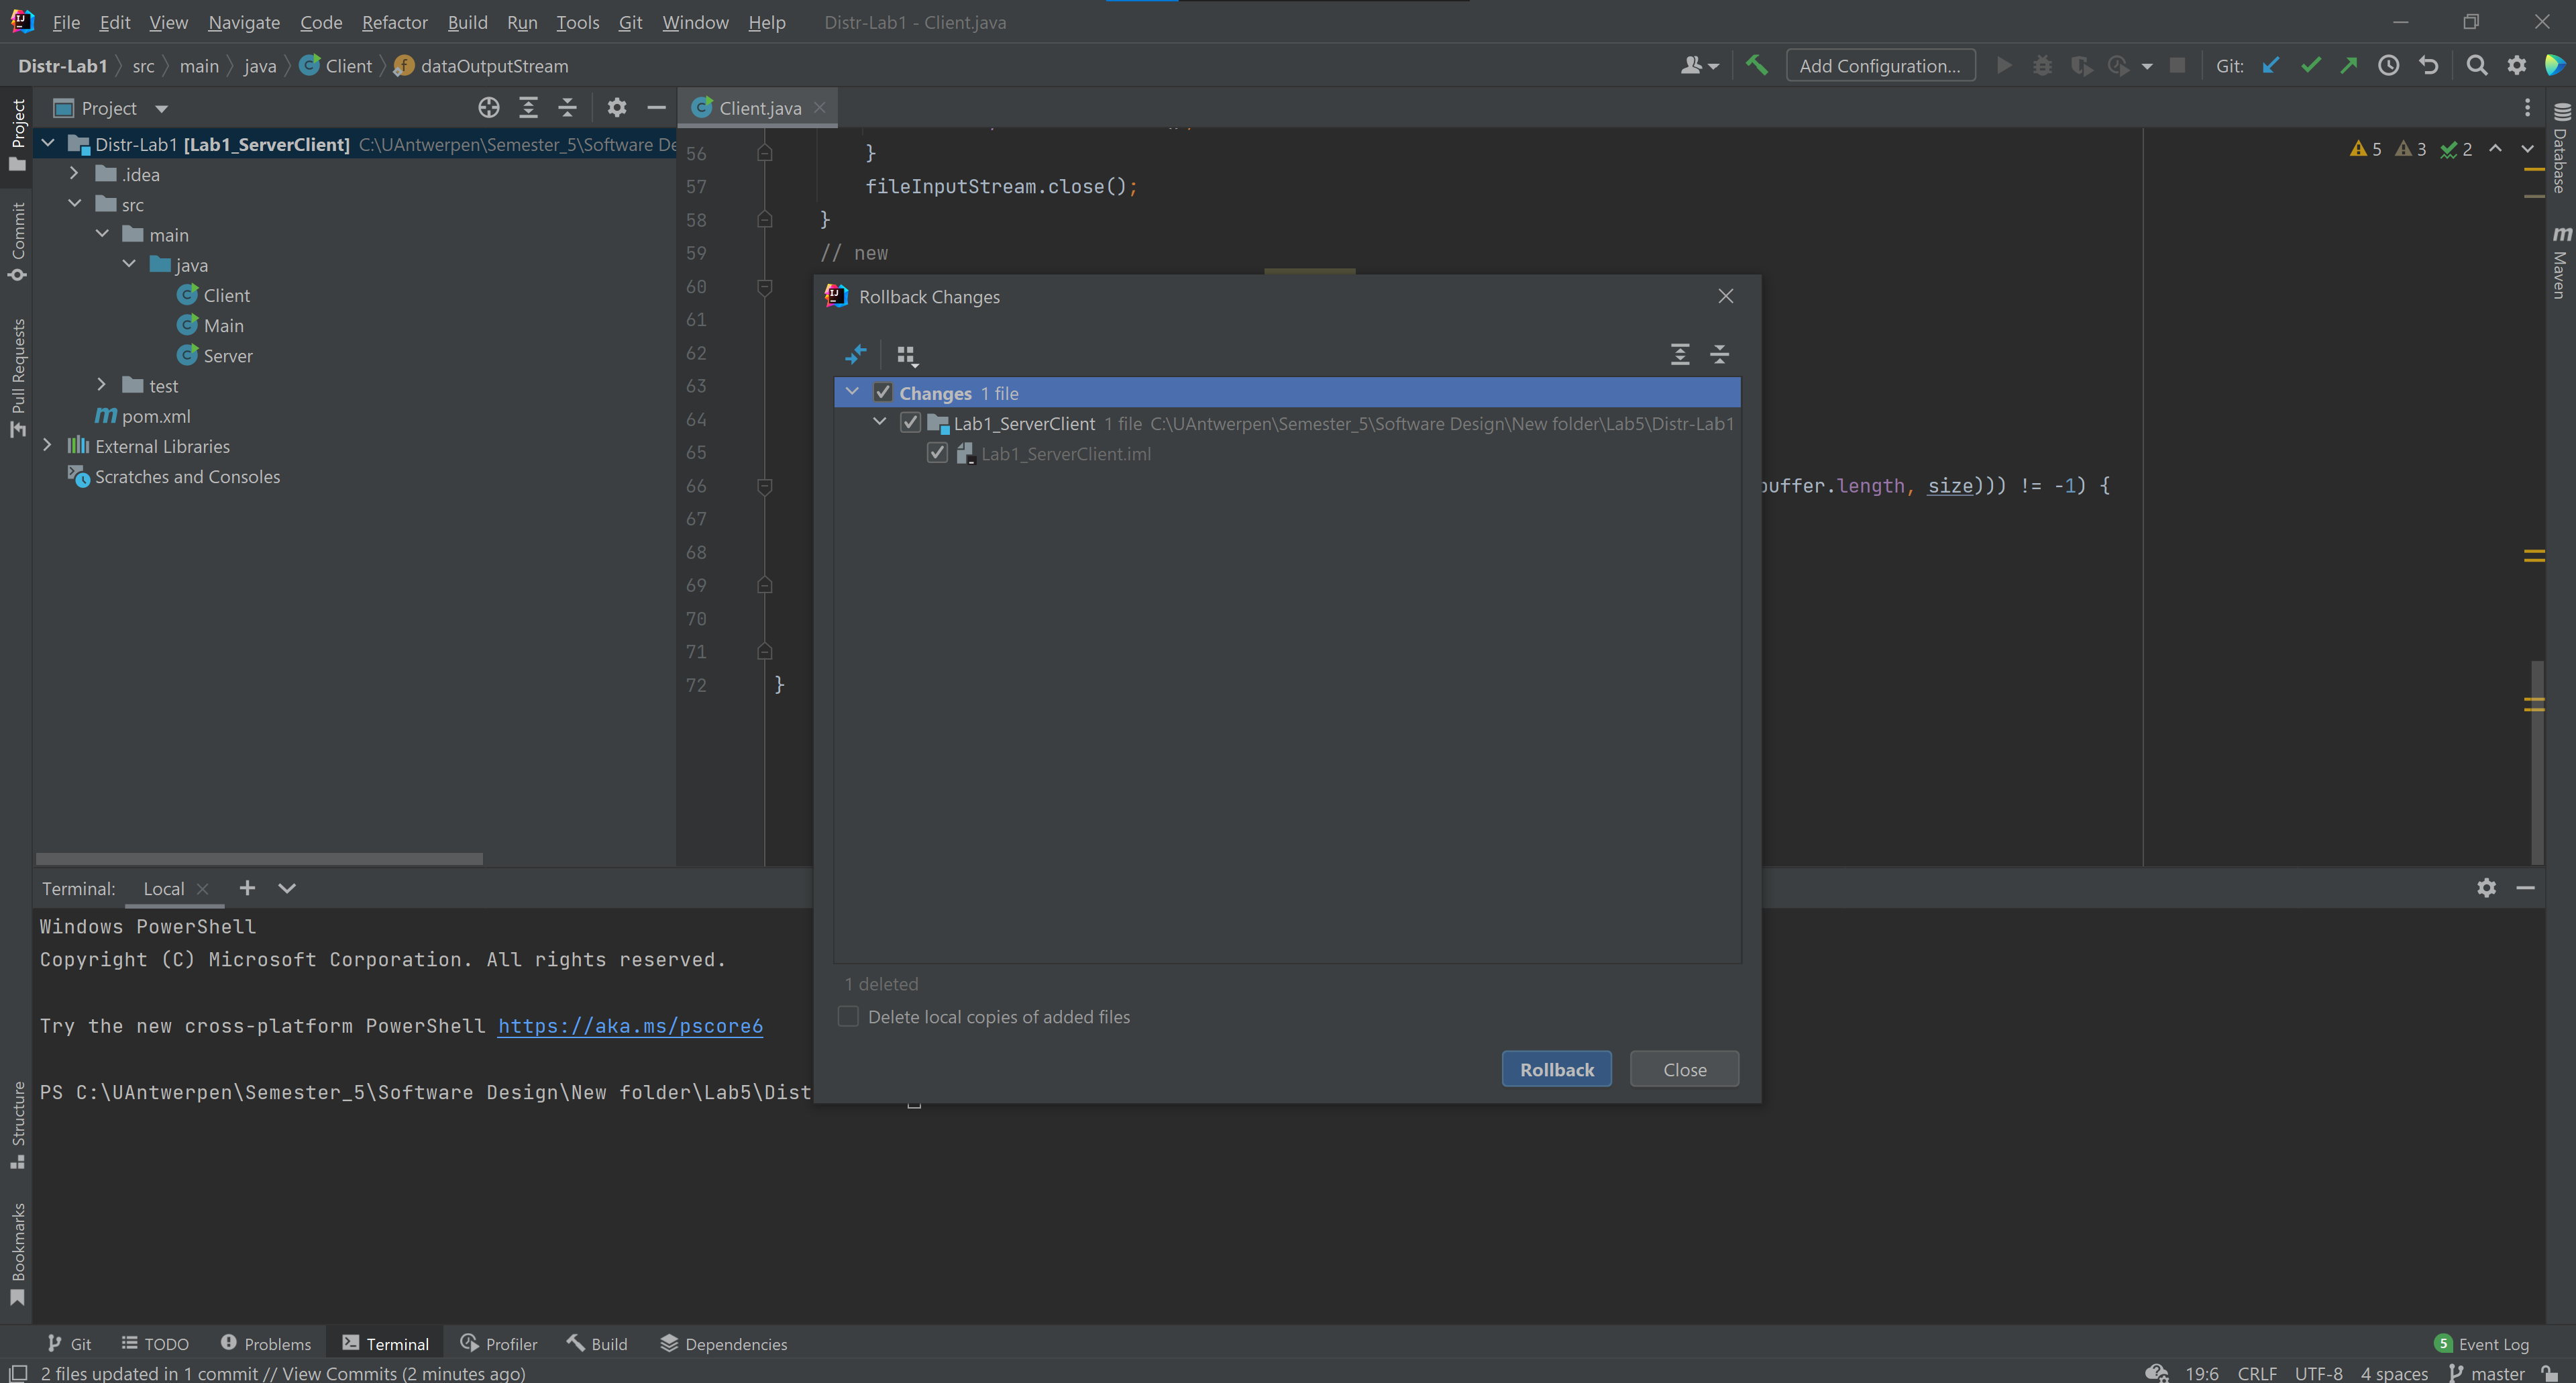 File Edit View Navigate Code Refactor Build Run Tools Git Window Help Distr-Lab1 - Client.java
Distr-Lab1 src main java Client dataOutputStream Add Configuration... Git:
Project
Client.java
Distr-Lab1 [Lab1_ServerClient] C:\UAntwerpen\Semester_5\Software De
.idea
src
main
java
Client
Main
Server
test
pom.xml
External Libraries
Scratches and Consoles
Project
Commit
Pull Requests
Structure
Bookmarks
Database
Maven
5 3 2
56 }
57 fileInputStream.close();
58 }
59 // new
60
61
62
63
64
65
66 buffer.length, size))) != -1) {
67
68
69
70
71
72 }
Rollback Changes
Changes 1 file
Lab1_ServerClient 1 file C:\UAntwerpen\Semester_5\Software Design\New folder\Lab5\Distr-Lab1
Lab1_ServerClient.iml
1 deleted
Delete local copies of added files
Rollback Close
Terminal: Local
Windows PowerShell
Copyright (C) Microsoft Corporation. All rights reserved.
Try the new cross-platform PowerShell https://aka.ms/pscore6
PS C:\UAntwerpen\Semester_5\Software Design\New folder\Lab5\Dist
Git TODO Problems Terminal Profiler Build Dependencies 5 Event Log
2 files updated in 1 commit // View Commits (2 minutes ago) 19:6 CRLF UTF-8 4 spaces master